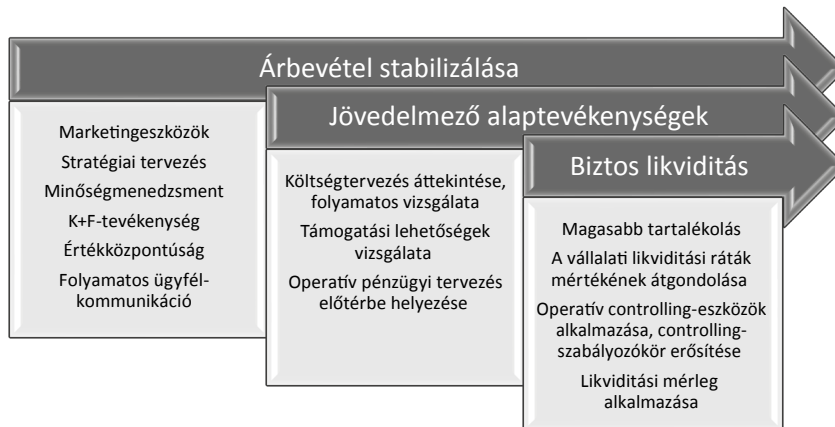 Árbevétel stabilizálása
Marketingeszközök
Stratégiai tervezés
Minőségmenedzsment
K+F-tevékenység
Értékközpontúság
Folyamatos ügyfél-
kommunikáció
Jövedelmező alaptevékenységek
Költségtervezés áttekintése,
folyamatos vizsgálata
Támogatási lehetőségek
vizsgálata
Operatív pénzügyi tervezés
előtérbe helyezése
Biztos likviditás
Magasabb tartalékolás
A vállalati likviditási ráták
mértékének átgondolása
Operatív controlling-eszközök
alkalmazása, controlling-
szabályozókör erősítése
Likviditási mérleg
alkalmazása